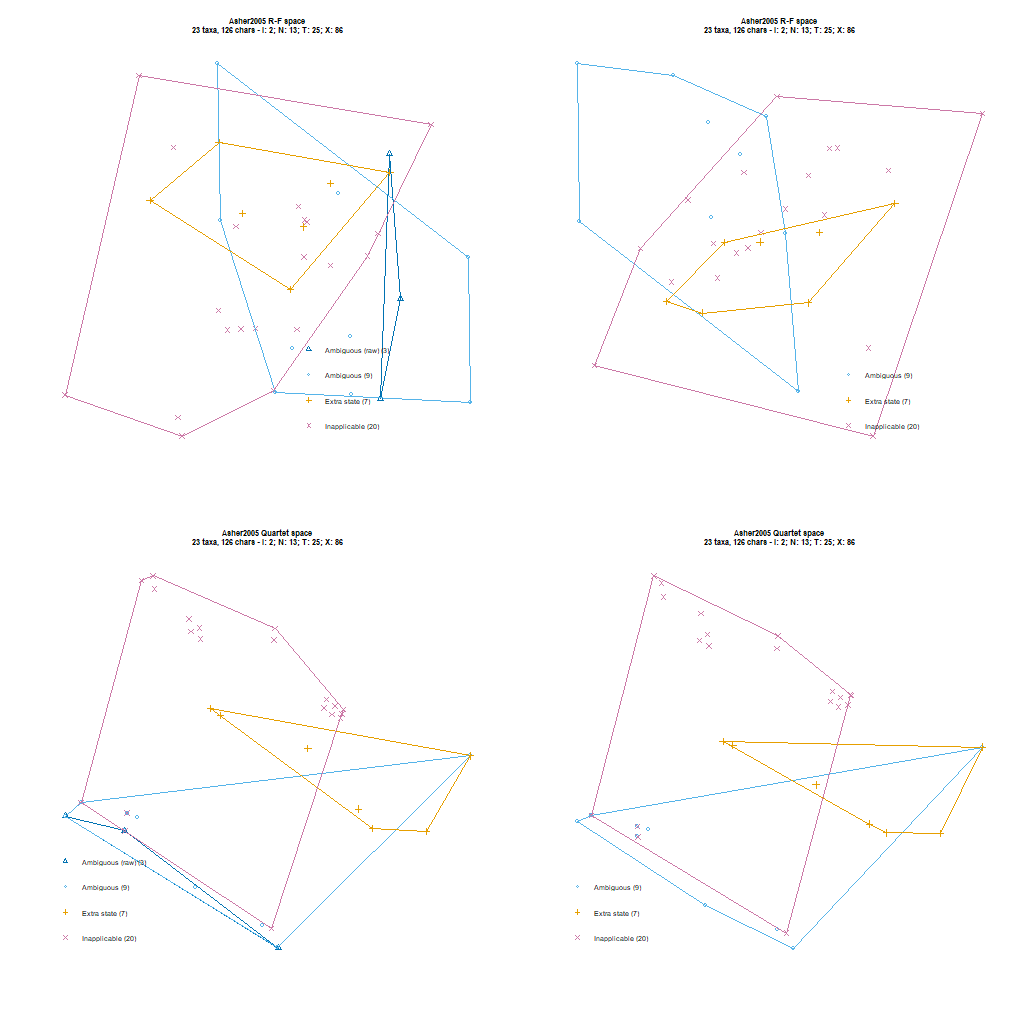 Asher2005 R-F space
23 taxa, 126 chars - I: 2; N: 13; T: 25; X: 86
Ambiguous (raw) (3)
Ambiguous (9)
Extra state (7)
Inapplicable (20)
Asher2005 R-F space
23 taxa, 126 chars - I: 2; N: 13; T: 25; X: 86
Ambiguous (9)
Extra state (7)
Inapplicable (20)
Asher2005 Quartet space
23 taxa, 126 chars - I: 2; N: 13; T: 25; X: 86
Ambiguous (raw) (3)
Ambiguous (9)
Extra state (7)
Inapplicable (20)
Asher2005 Quartet space
23 taxa, 126 chars - I: 2; N: 13; T: 25; X: 86
Ambiguous (9)
Extra state (7)
Inapplicable (20)